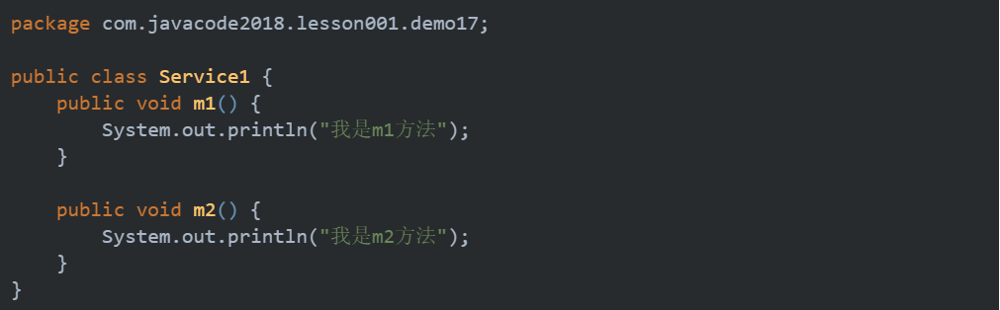 package com.javacode2018.lesson001.demo17;
public class Service1 {
    public void m1() {
        System.out.println("我是m1方法");
    }
    public void m2() {
        System.out.println("我是m2方法");
    }
}